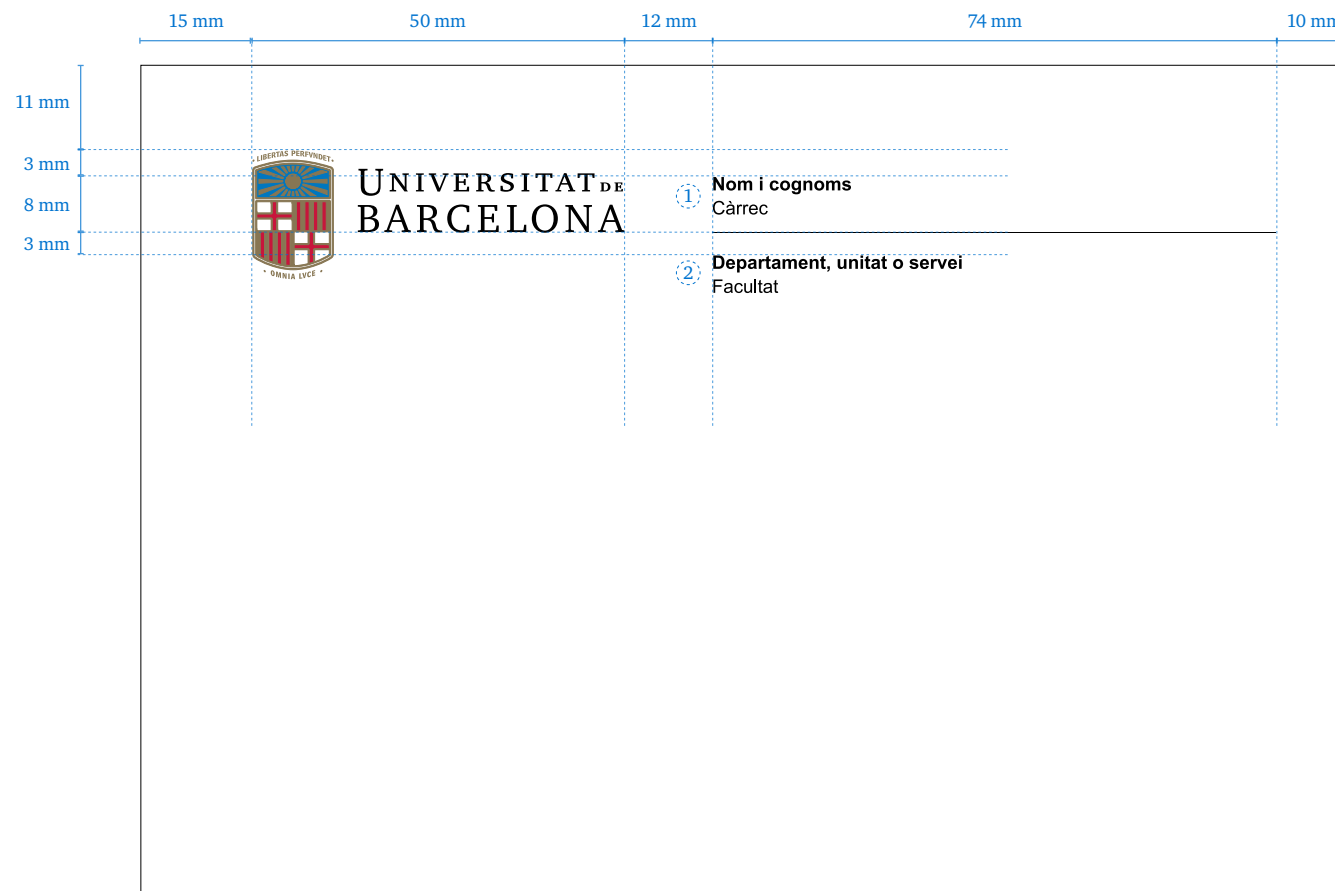 15 mm
50 mm
12 mm
74 mm
10 mm
11 mm
3 mm
8 mm
3 mm
LIBERTAS PERFVNDET
OMNIA LVCE
UNIVERSITAT DE
BARCELONA
1
Nom i cognoms
Càrrec
2
Departament, unitat o servei
Facultat